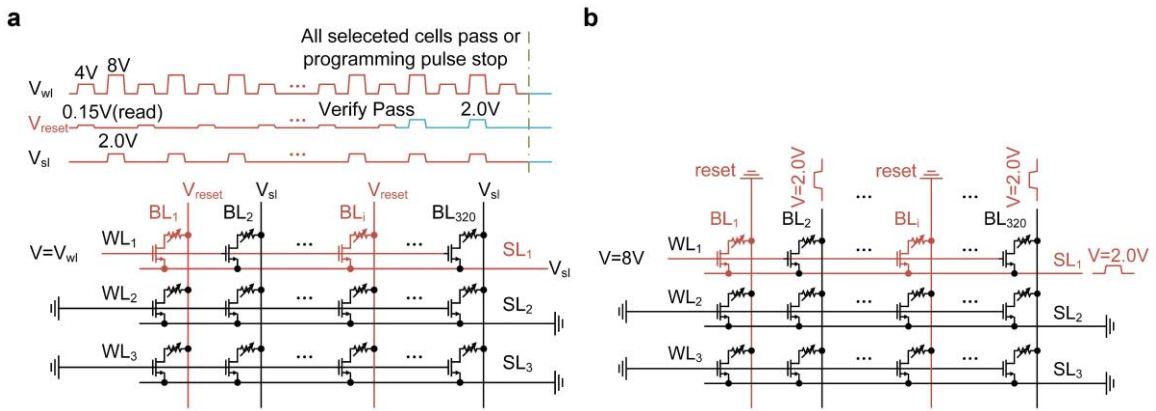 a
All seleceted cells pass or
programming pulse stop
4V 8V
Vwl
...
0.15V(read) Verify Pass 2.0V
Vreset
...
2.0V
Vsl
...
Vreset Vsl Vreset Vsl
BL1 BL2 BLi BL320
V=Vwl WL1 ... ... SL1
Vsl
WL2 ... ... SL2
WL3 ... ... SL3
b
reset V=2.0V reset V=2.0V
... ...
BL1 BL2 BLi BL320
V=8V WL1 ... ... SL1 V=2.0V
WL2 ... ... SL2
WL3 ... ... SL3